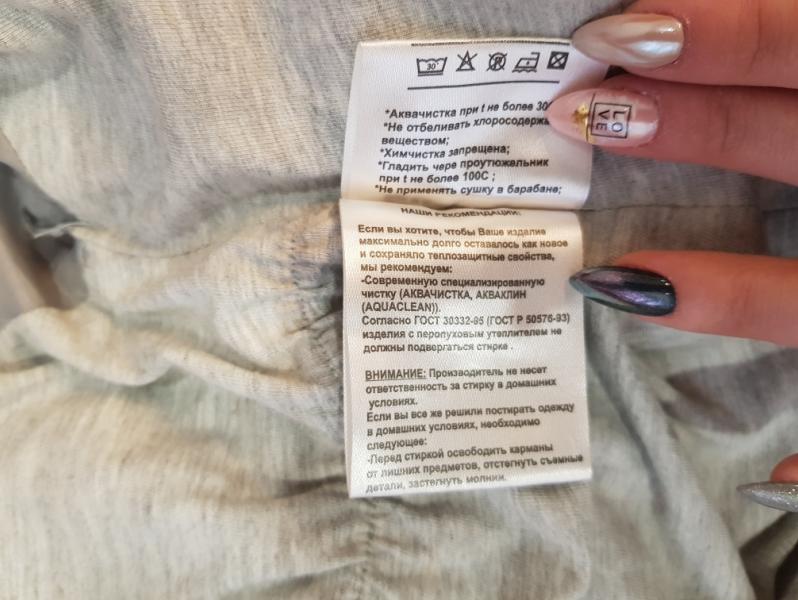 30°
P
*Аквачистка при t не более 30
*Не отбеливать хлоросодерж
веществом;
*Химчистка запрещена;
*Гладить чере проутюжельник
при t не более 100С ;
*Не применять сушку в барабане;
LOVE
НАШИ РЕКОМЕНДАЦИИ:
Если вы хотите, чтобы Ваше изделие
максимально долго оставалось как новое
и сохраняло теплозащитные свойства,
мы рекомендуем:
-Современную специализированную
чистку (АКВАЧИСТКА, АКВАКЛИН
(AQUACLEAN)).
Согласно ГОСТ 30332-95 (ГОСТ Р 50576-93)
изделия с перопуховым утеплителем не
должны подвергаться стирке .
ВНИМАНИЕ: Производитель не несет
ответственность за стирку в домашних
условиях.
Если вы все же решили постирать одежду
в домашних условиях, необходимо
следующее:
-Перед стиркой освободить карманы
от лишних предметов, отстегнуть съемные
детали, застегнуть молнии.